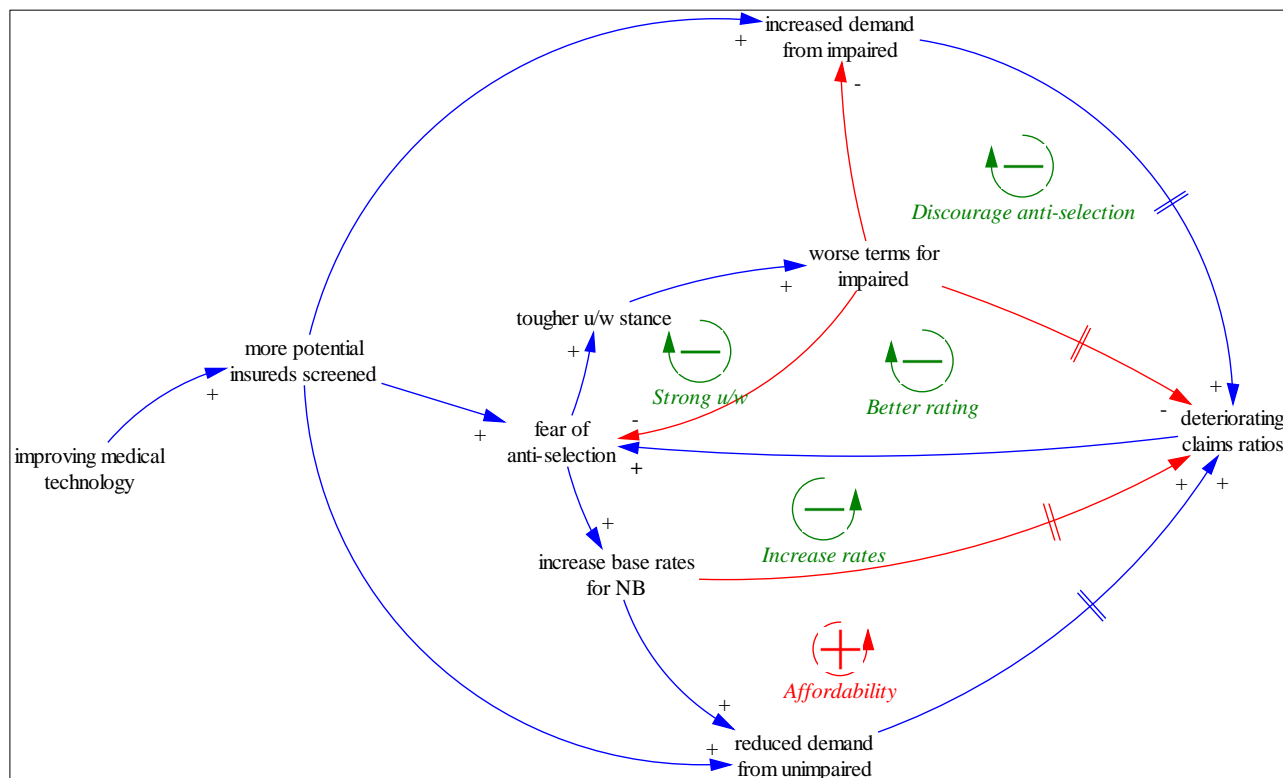 increased demand
from impaired
+
-
Discourage anti-selection
worse terms for
impaired
+
tougher u/w stance
+
more potential
insureds screened
+
Strong u/w
Better rating
-
-
+
deteriorating
claims ratios
+
fear of
anti-selection
+
improving medical
technology
+
+
+
Increase rates
increase base rates
for NB
Affordability
+
+
reduced demand
from unimpaired